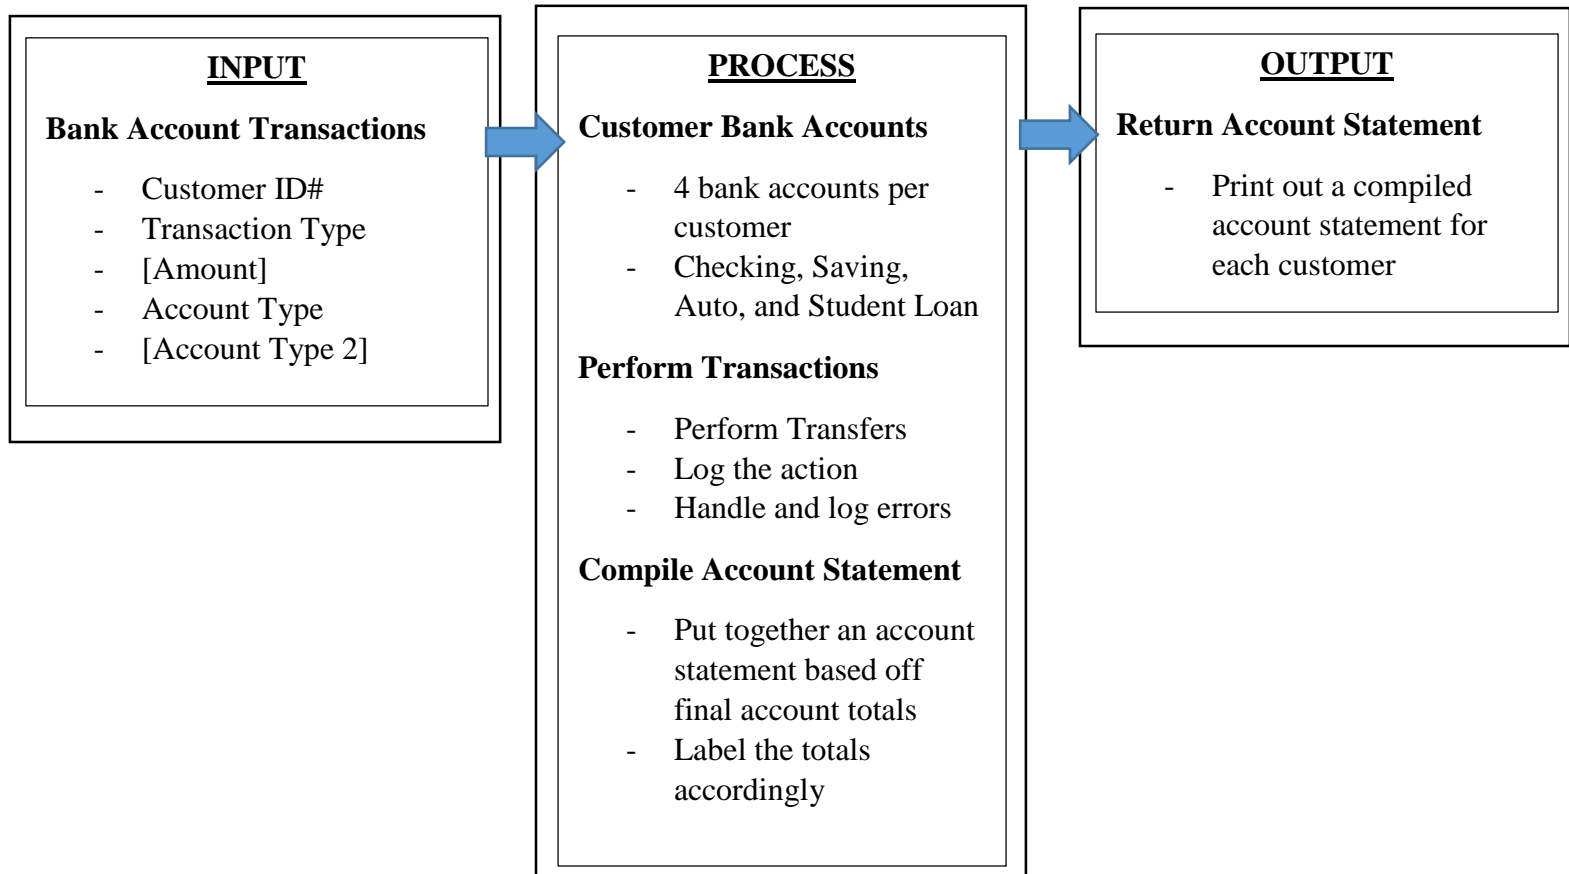 INPUT
Bank Account Transactions
- Customer ID#
- Transaction Type
- [Amount]
- Account Type
- [Account Type 2]
PROCESS
Customer Bank Accounts
- 4 bank accounts per
customer
- Checking, Saving,
Auto, and Student Loan
Perform Transactions
- Perform Transfers
- Log the action
- Handle and log errors
Compile Account Statement
- Put together an account
statement based off
final account totals
- Label the totals
accordingly
OUTPUT
Return Account Statement
- Print out a compiled
account statement for
each customer